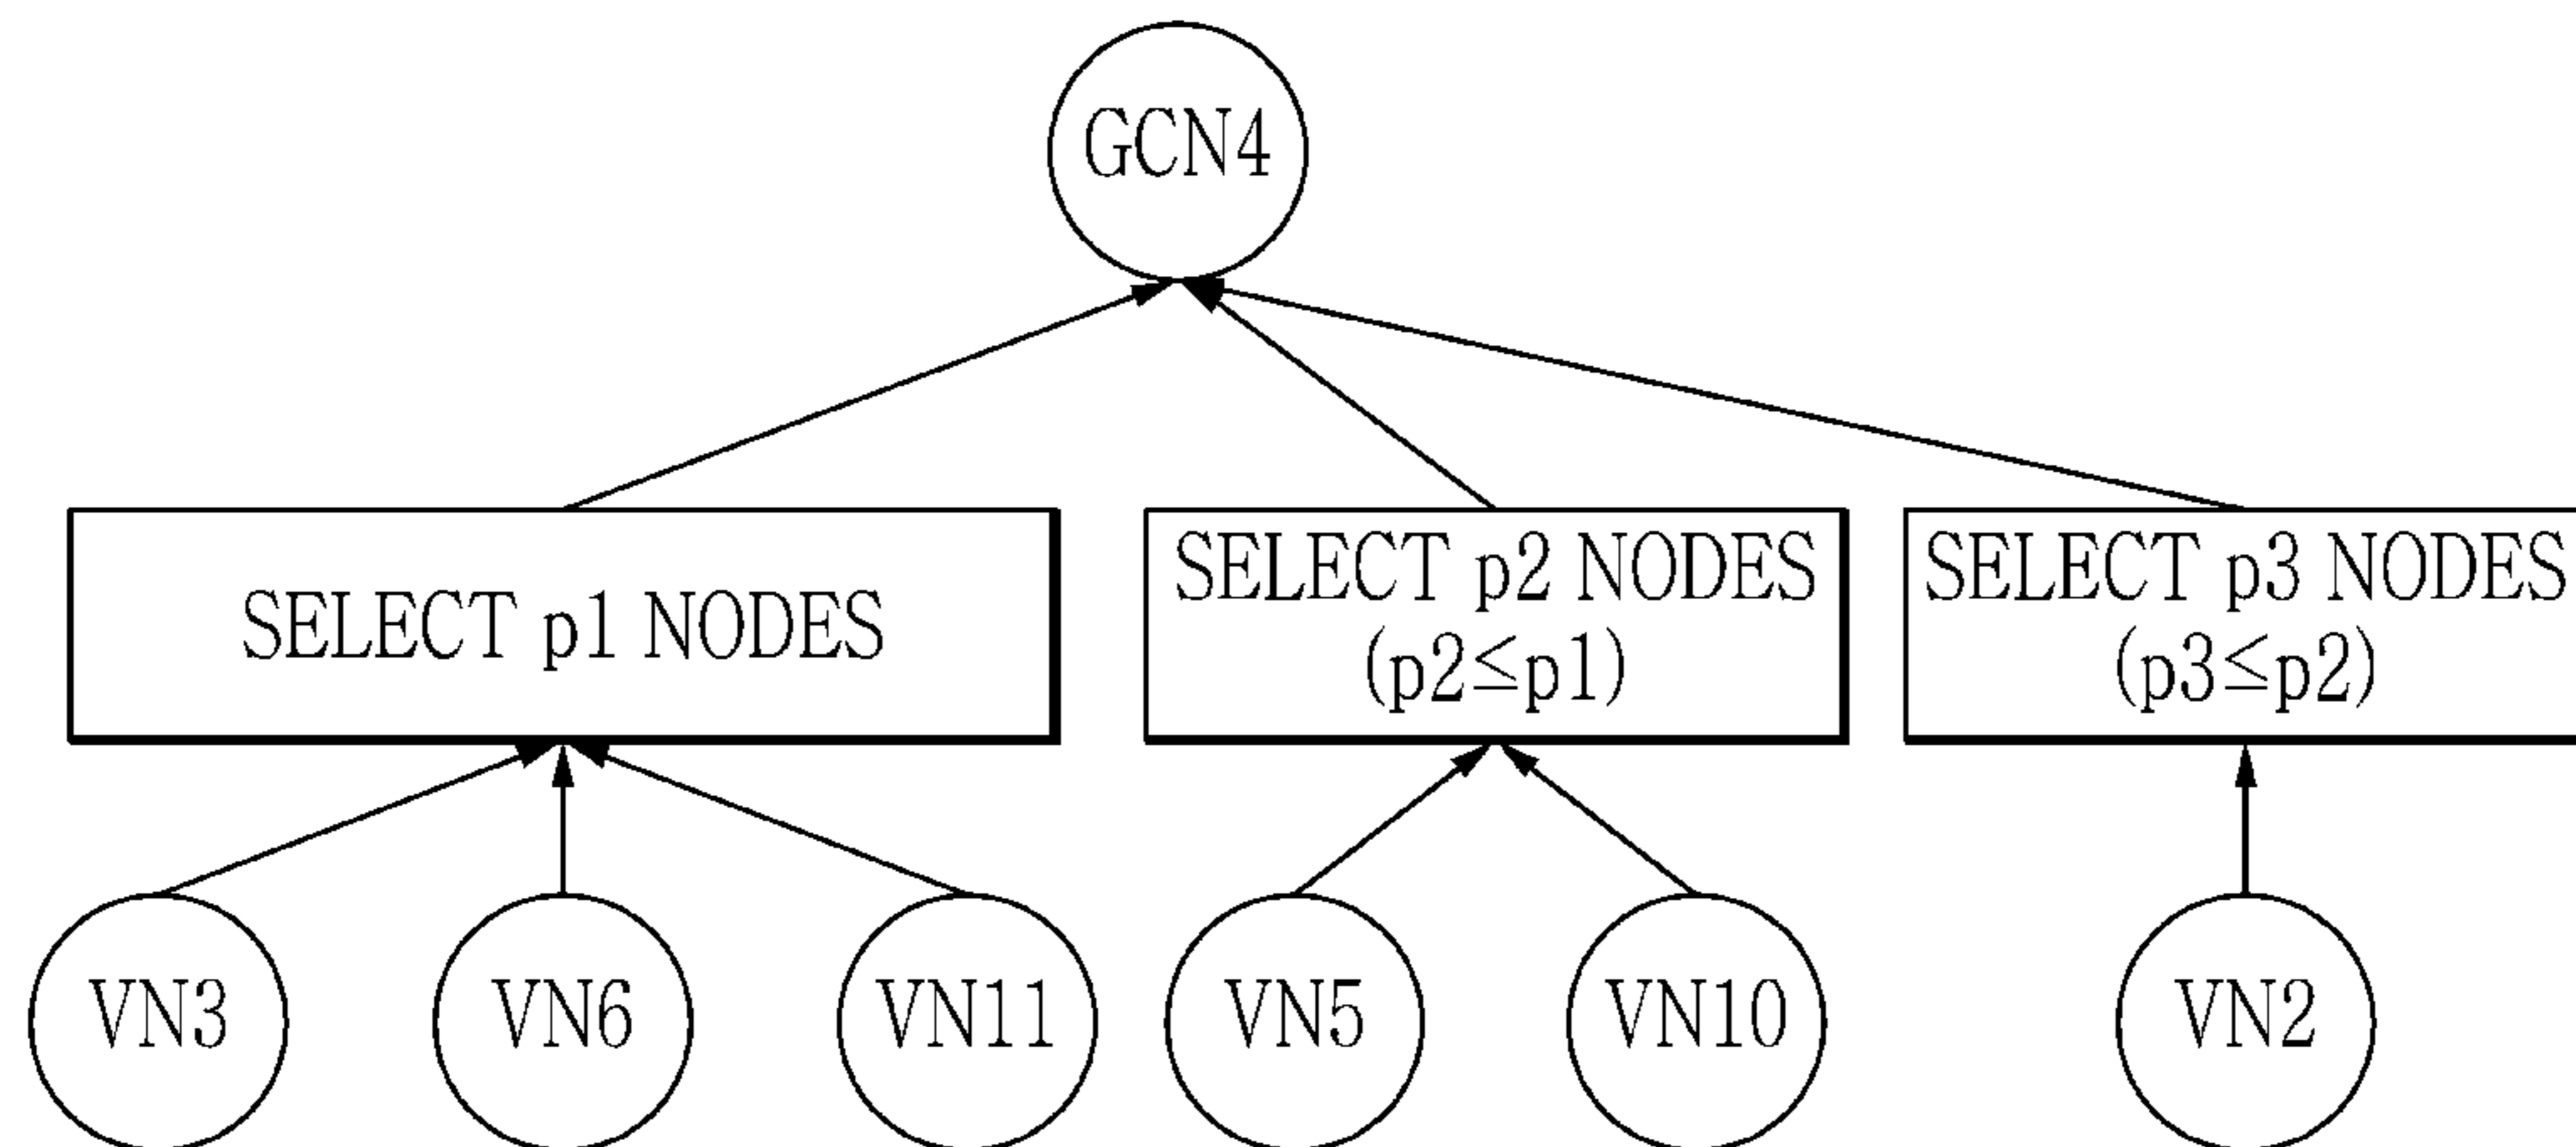 GCN4
SELECT p1 NODES
SELECT p2 NODES
(p2≤p1)
SELECT p3 NODES
(p3≤p2)
VN3
VN6
VN11
VN5
VN10
VN2